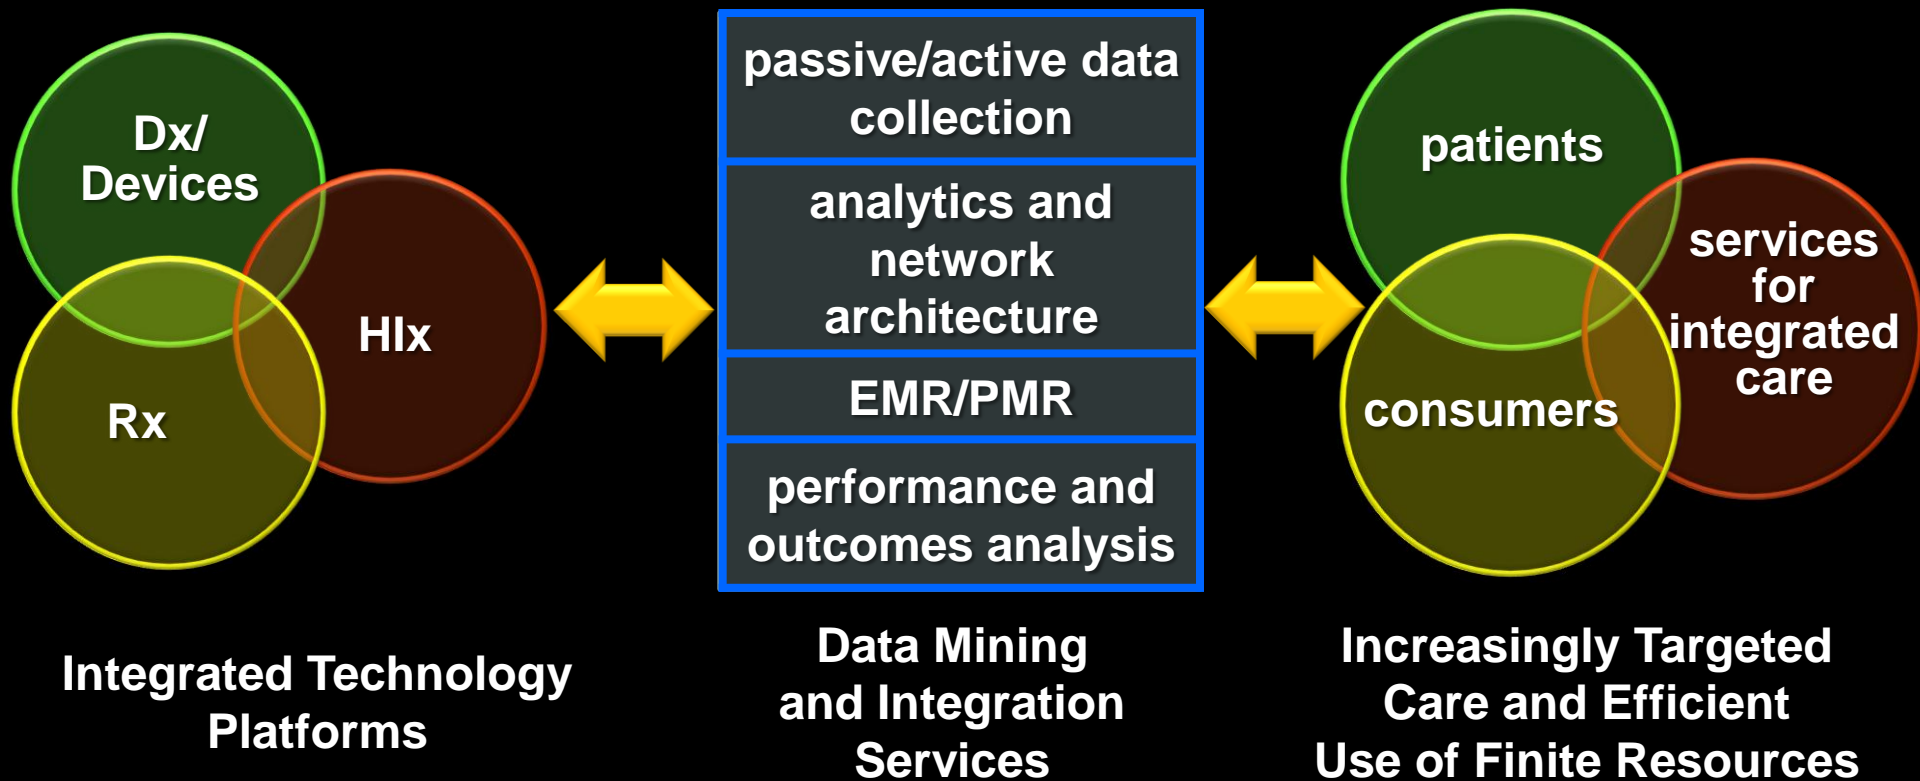 Dx/
Devices
HIx
Rx
Integrated Technology
Platforms
passive/active data
collection
analytics and
network
architecture
EMR/PMR
performance and
outcomes analysis
Data Mining
and Integration
Services
patients
services
for
integrated
care
consumers
Increasingly Targeted
Care and Efficient
Use of Finite Resources